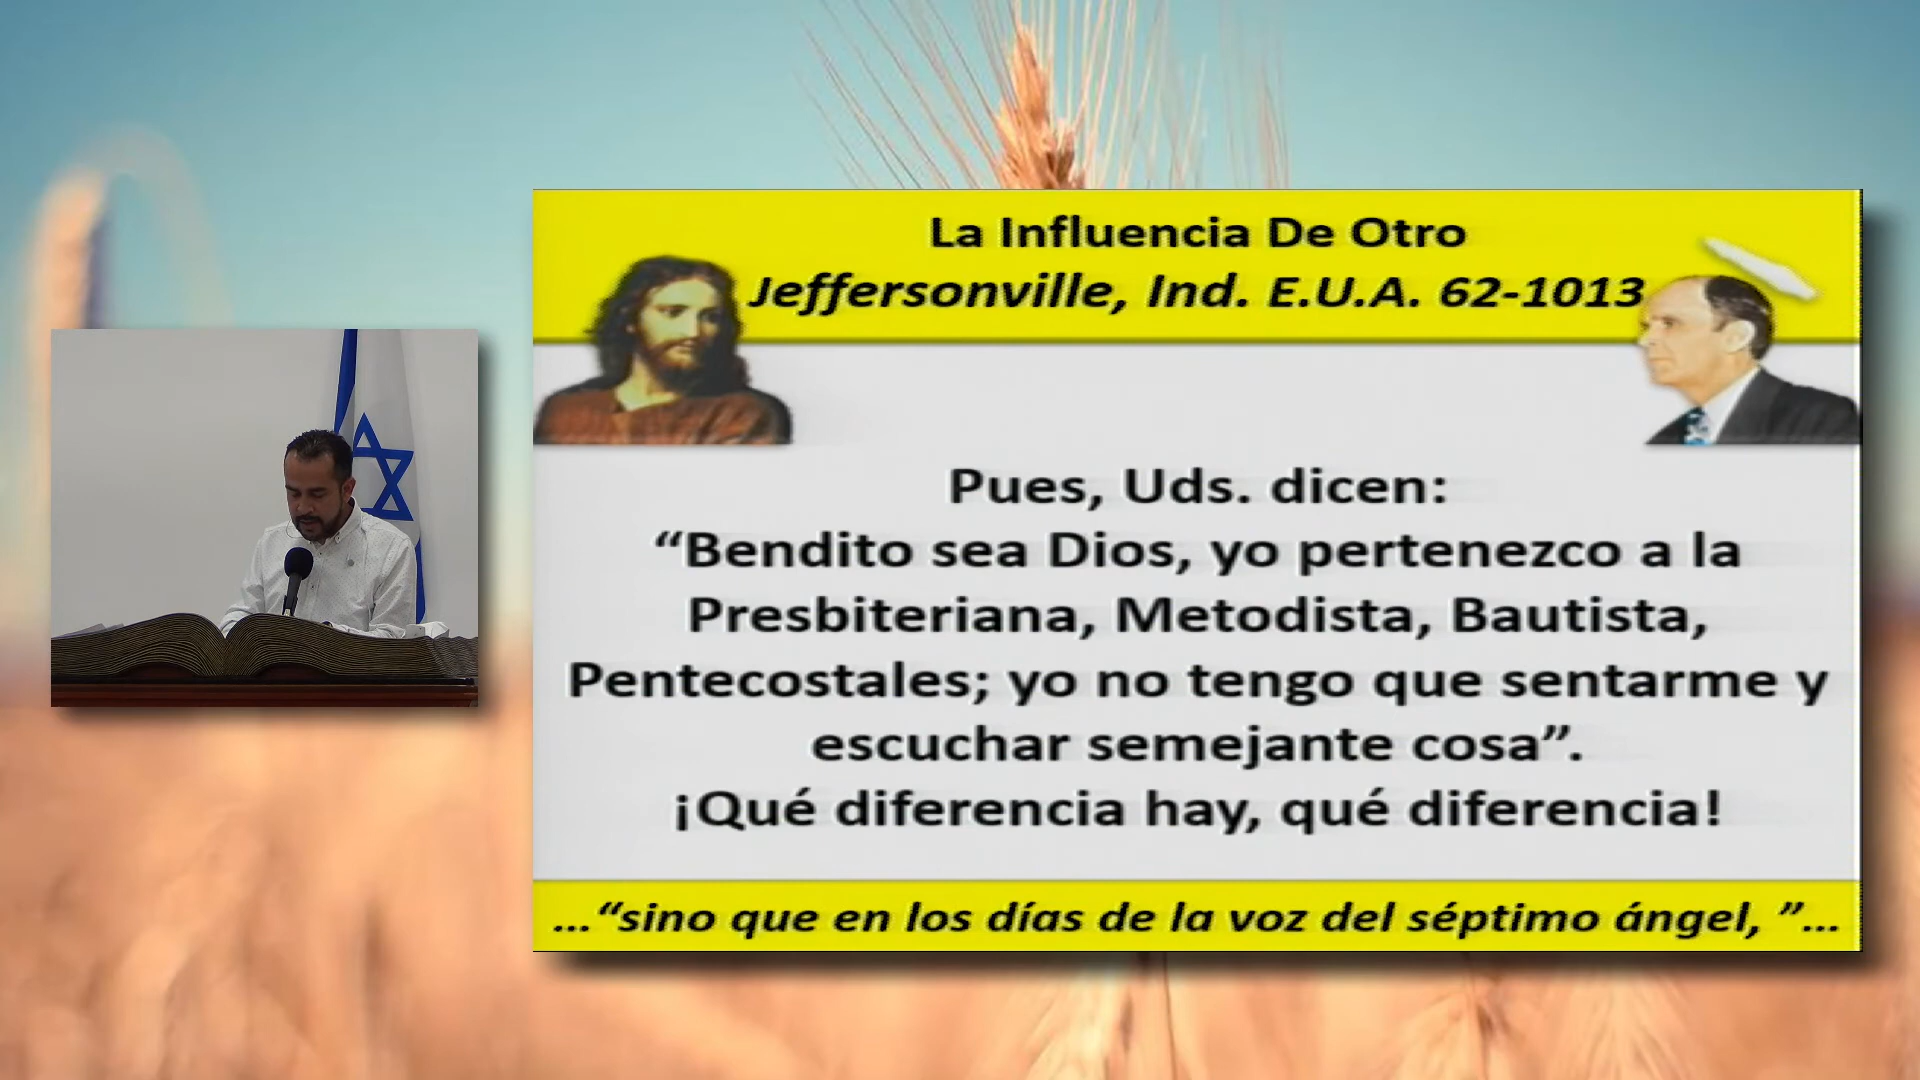 La Influencia De Otro
Jeffersonville, Ind. E.U.A. 62-1013
Pues, Uds. dicen:
“Bendito sea Dios, yo pertenezco a la
Presbiteriana, Metodista, Bautista,
Pentecostales; yo no tengo que sentarme y
escuchar semejante cosa”.
¡Qué diferencia hay, qué diferencia!
...“sino que en los días de la voz del séptimo ángel, ”...